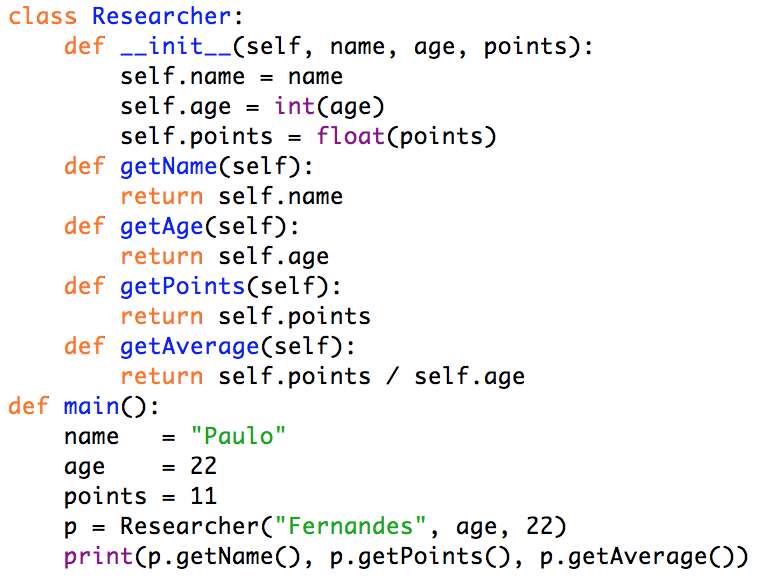 class Researcher:
    def __init__(self, name, age, points):
        self.name = name
        self.age = int(age)
        self.points = float(points)
    def getName(self):
        return self.name
    def getAge(self):
        return self.age
    def getPoints(self):
        return self.points
    def getAverage(self):
        return self.points / self.age
def main():
    name   = "Paulo"
    age    = 22
    points = 11
    p = Researcher("Fernandes", age, 22)
    print(p.getName(), p.getPoints(), p.getAverage())